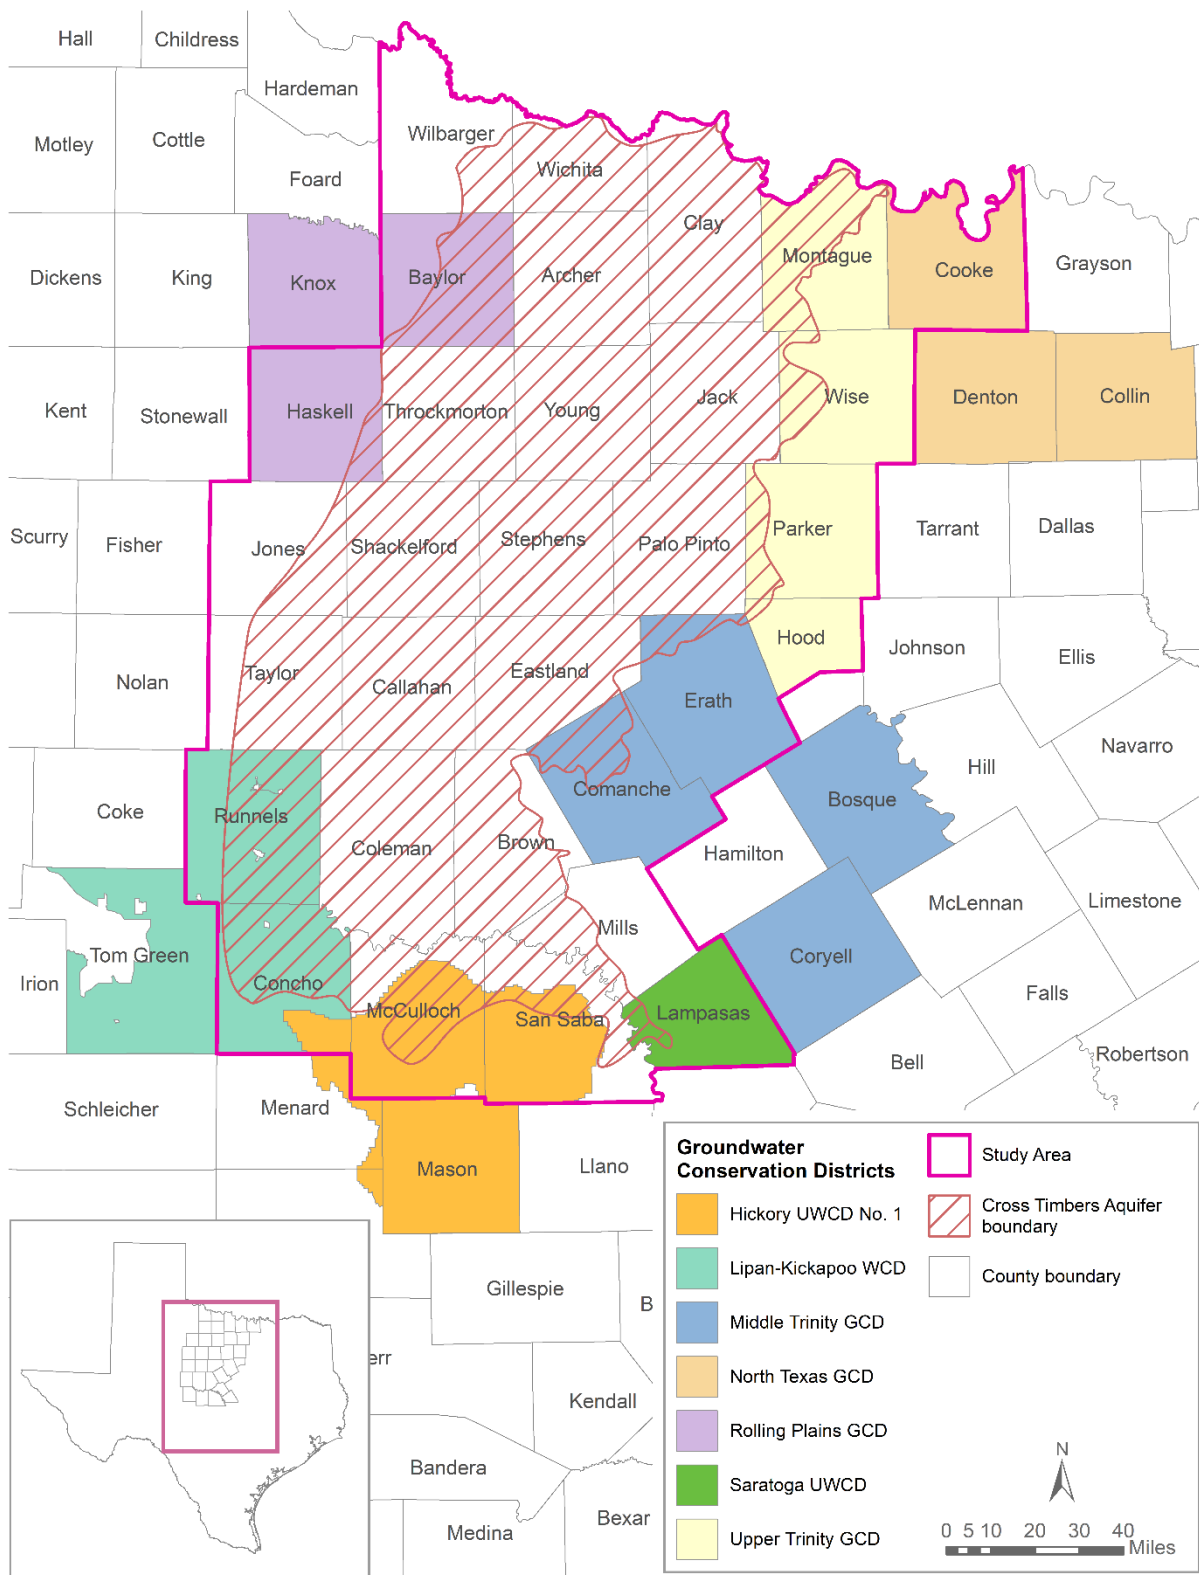 Hall
Childress
Hardeman
Motley
Cottle
Wilbarger
Foard
Wichita
Clay
Dickens
King
Knox
Baylor
Archer
Montague
Cooke
Grayson
Kent
Stonewall
Haskell
Throckmorton
Young
Jack
Wise
Denton
Collin
Scurry
Fisher
Jones
Shackelford
Stephens
Palo Pinto
Parker
Tarrant
Dallas
Nolan
Taylor
Callahan
Eastland
Erath
Hood
Johnson
Ellis
Navarro
Coke
Runnels
Coleman
Brown
Comanche
Bosque
Hill
Hamilton
Limestone
McLennan
Irion
Tom Green
Concho
McCulloch
San Saba
Mills
Lampasas
Coryell
Falls
Bell
Robertson
Schleicher
Menard
Mason
Llano
Gillespie
B
err
Kendall
Bandera
Medina
Bexar
Groundwater
Conservation Districts
Hickory UWCD No. 1
Lipan-Kickapoo WCD
Middle Trinity GCD
North Texas GCD
Rolling Plains GCD
Saratoga UWCD
Upper Trinity GCD
Study Area
Cross Timbers Aquifer
boundary
County boundary
N
0 5 10 20 30 40
Miles